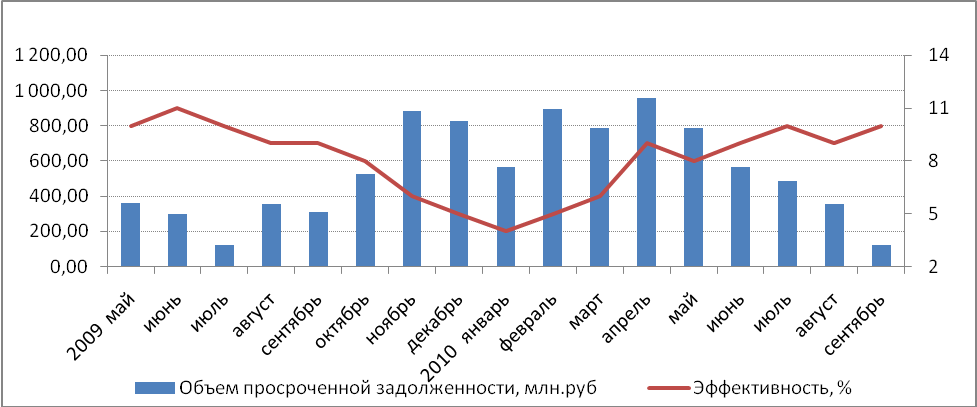 1 200,00
1 000,00
800,00
600,00
400,00
200,00
0,00
14
11
8
5
2
2009 май
июнь
июль
август
сентябрь
октябрь
ноябрь
декабрь
2010 январь
февраль
март
апрель
май
июнь
июль
август
сентябрь
Объем просроченной задолженности, млн.руб
Эффективность, %